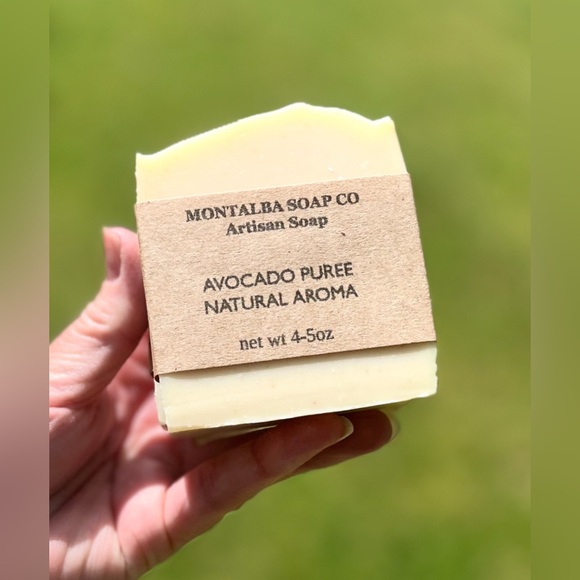 MONTALBA SOAP CO
Artisan Soap
AVOCADO PUREE
NATURAL AROMA
net wt 4-5oz